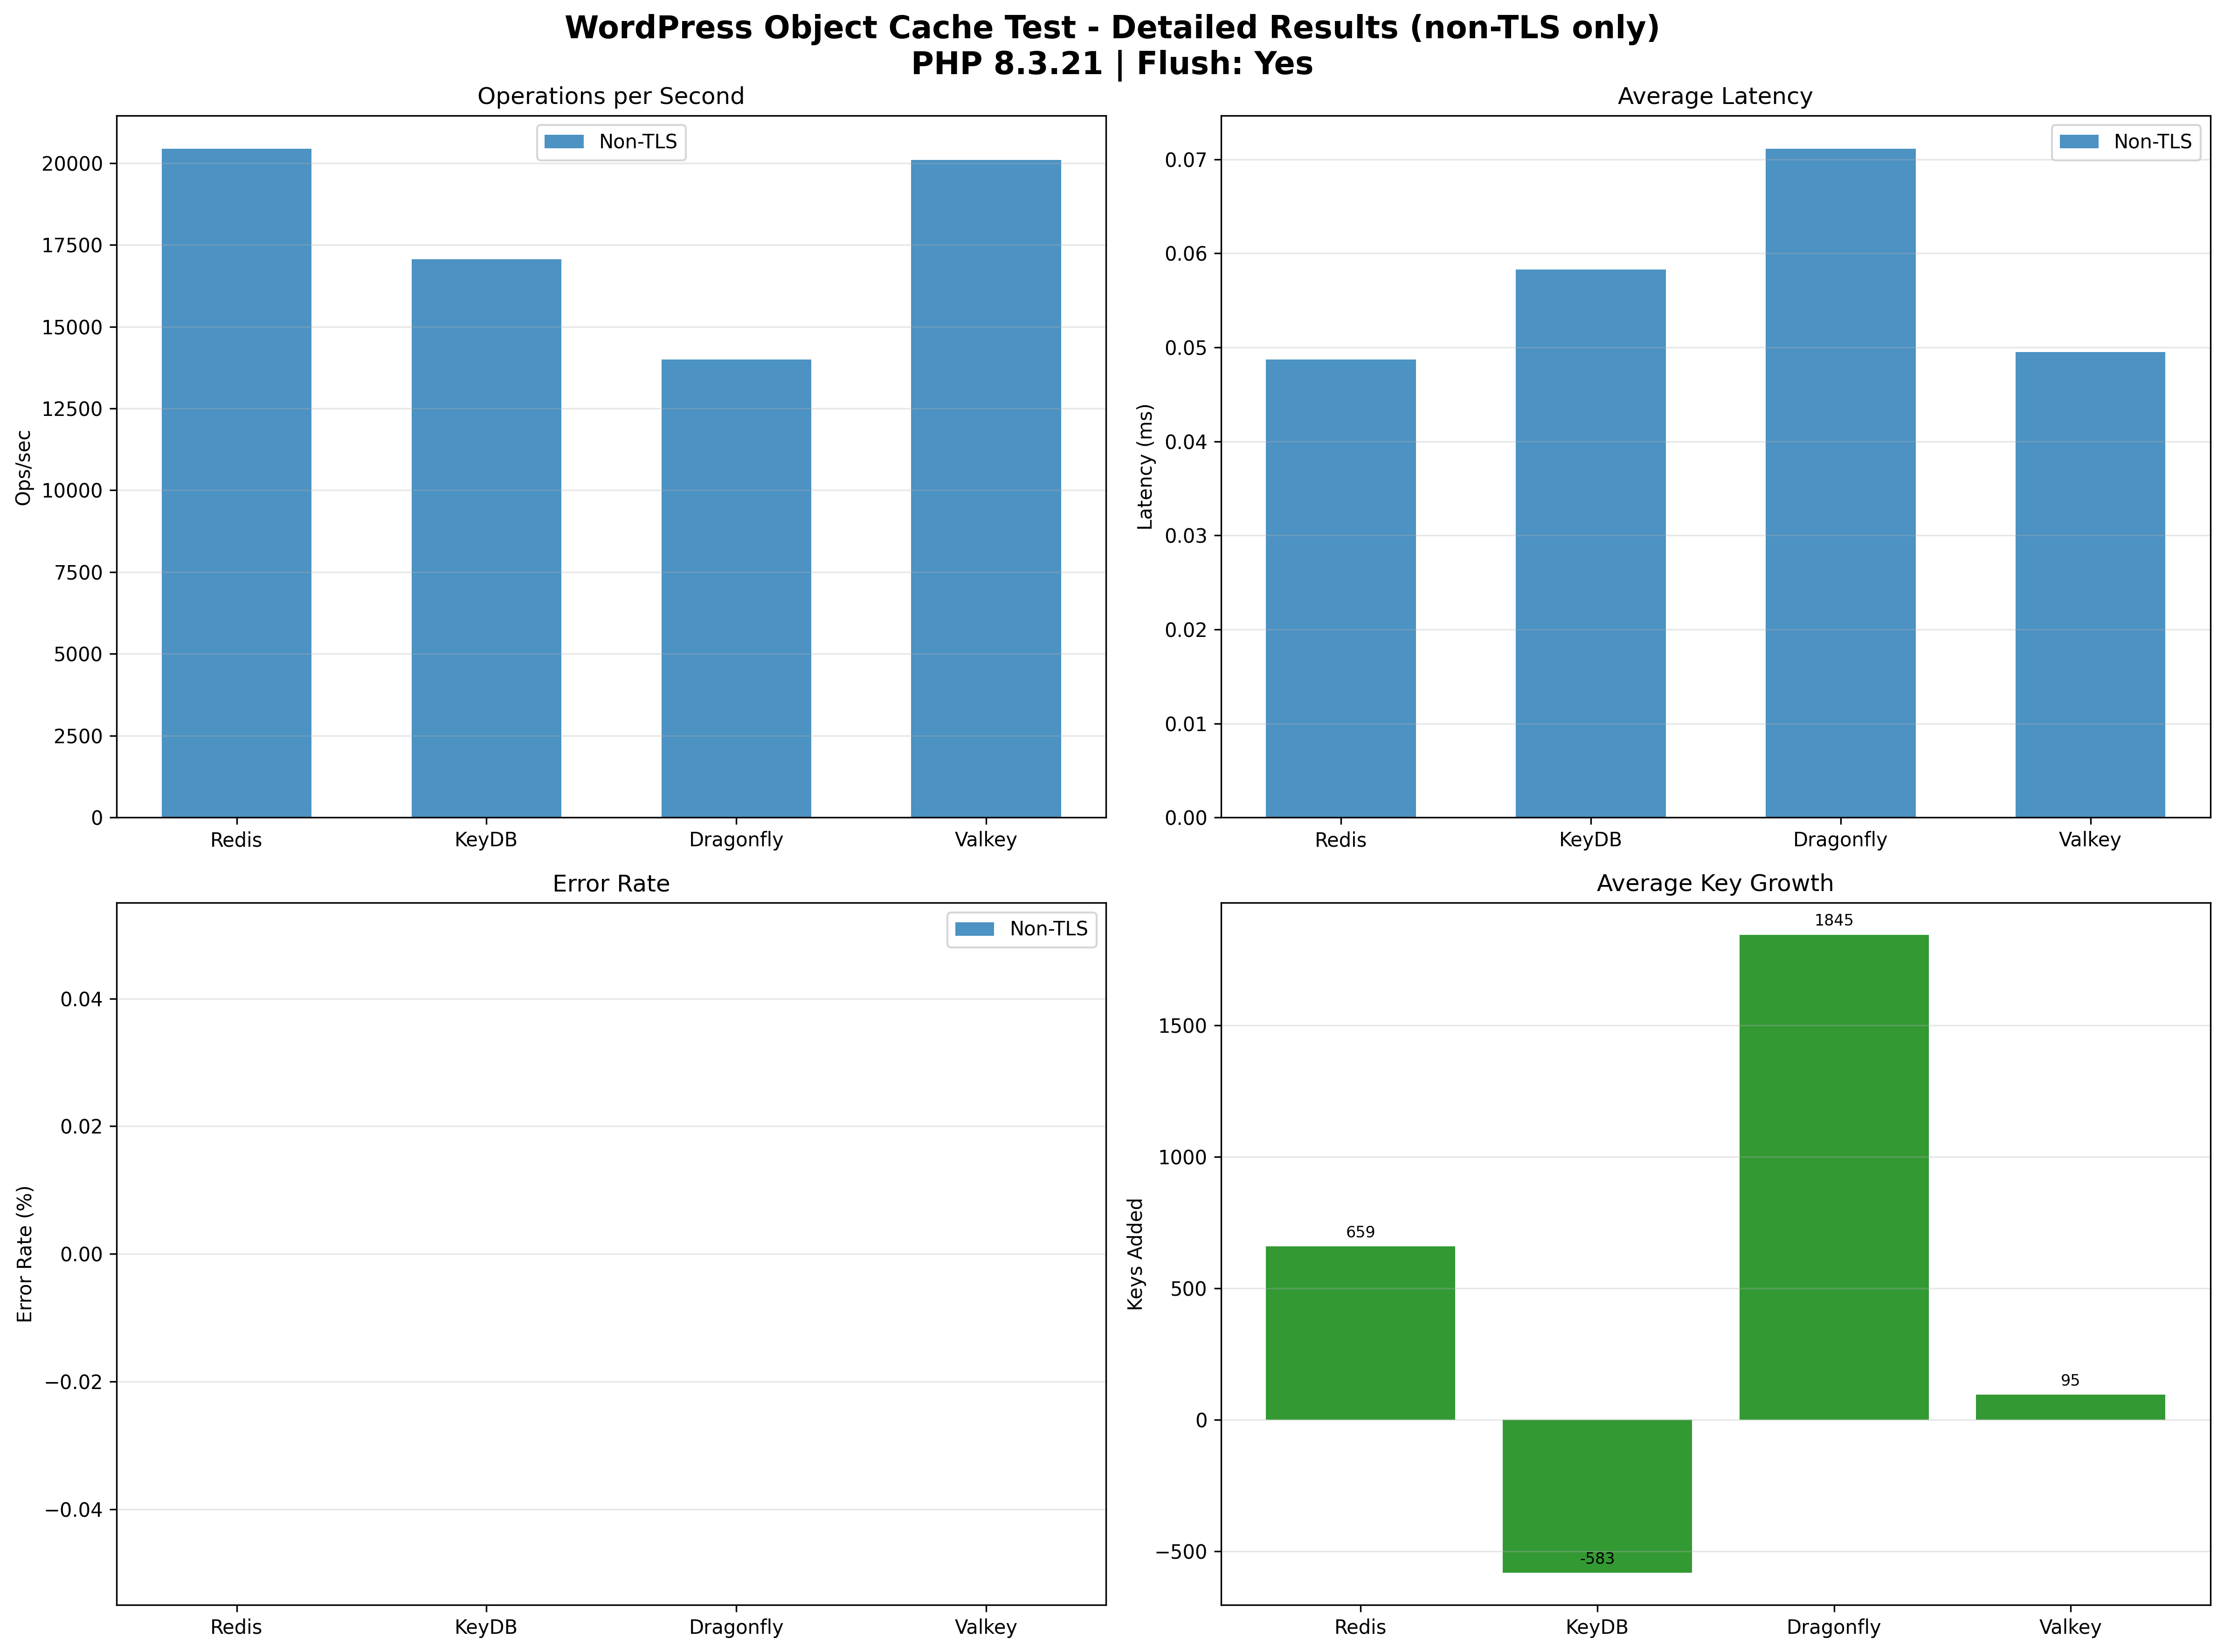 WordPress Object Cache Test - Detailed Results (non-TLS only)
PHP 8.3.21 | Flush: Yes
Operations per Second
Non-TLS
Ops/sec
20000
17500
15000
12500
10000
7500
5000
2500
0
Redis
KeyDB
Dragonfly
Valkey
Average Latency
Non-TLS
Latency (ms)
0.07
0.06
0.05
0.04
0.03
0.02
0.01
0.00
Redis
KeyDB
Dragonfly
Valkey
Error Rate
Non-TLS
Error Rate (%)
0.04
0.02
0.00
−0.02
−0.04
Redis
KeyDB
Dragonfly
Valkey
Average Key Growth
Keys Added
1500
1000
500
0
−500
659
-583
1845
95
Redis
KeyDB
Dragonfly
Valkey